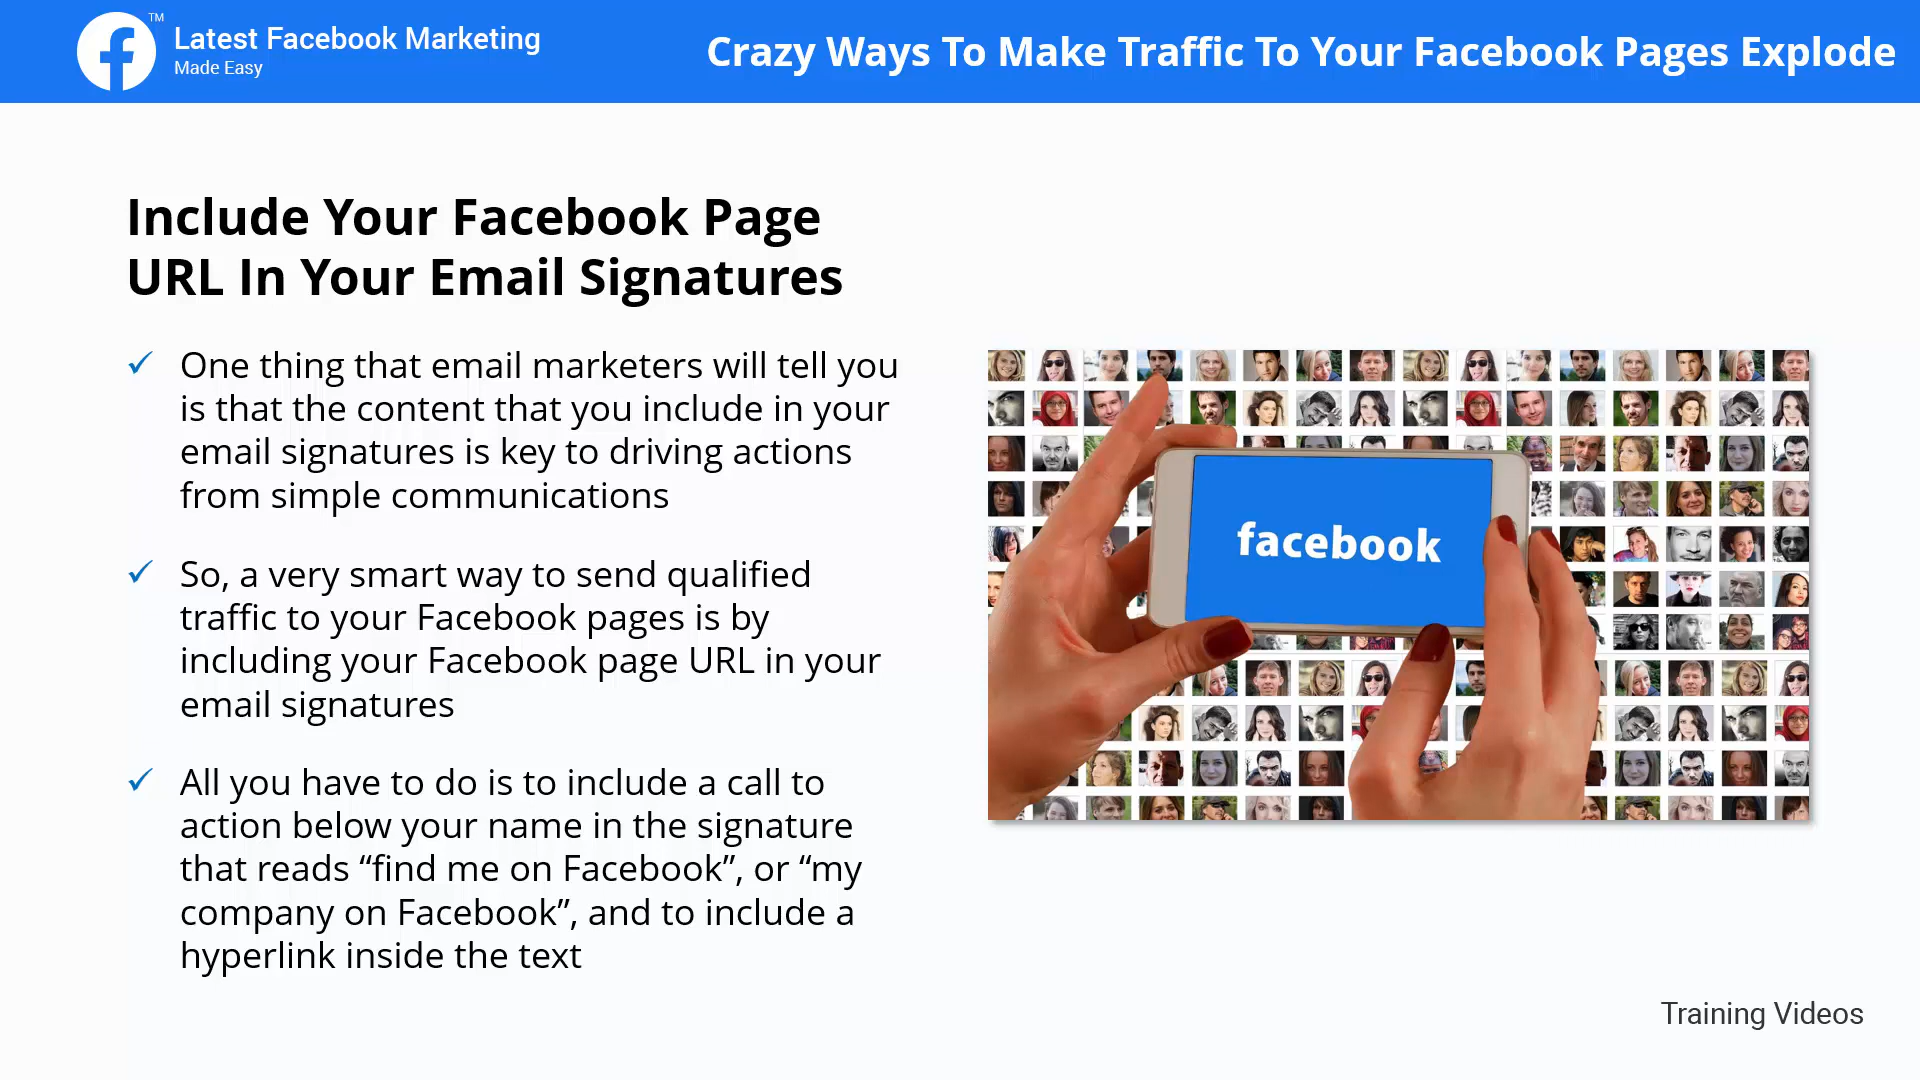 Latest Facebook Marketing
TM
Made Easy
Crazy Ways To Make Traffic To Your Facebook Pages Explode
Include Your Facebook Page
URL In Your Email Signatures
One thing that email marketers will tell you
is that the content that you include in your
email signatures is key to driving actions
from simple communications
So, a very smart way to send qualified
traffic to your Facebook pages is by
including your Facebook page URL in your
email signatures
All you have to do is to include a call to
action below your name in the signature
that reads “find me on Facebook”, or “my
company on Facebook”, and to include a
hyperlink inside the text
facebook
Training Videos